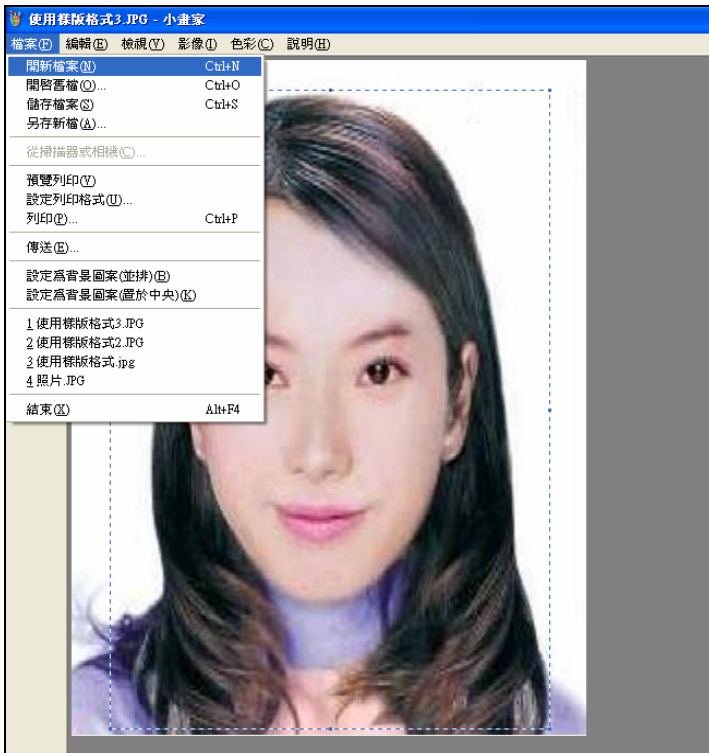 使用樣版格式3.JPG - 小畫家
檔案(F) 編輯(E) 檢視(V) 影像(I) 色彩(C) 說明(H)
開新檔案(N) Ctrl+N
開啓舊檔(O)... Ctrl+O
儲存檔案(S) Ctrl+S
另存新檔(A)...
從掃描器或相機(C)...
預覽列印(V)
設定列印格式(U)...
列印(P)... Ctrl+P
傳送(E)...
設定爲背景圖案(並排)(B)
設定爲背景圖案(置於中央)(K)
1 使用樣版格式3.JPG
2 使用樣版格式2.JPG
3 使用樣版格式.jpg
4 照片.JPG
結束(X) Alt+F4